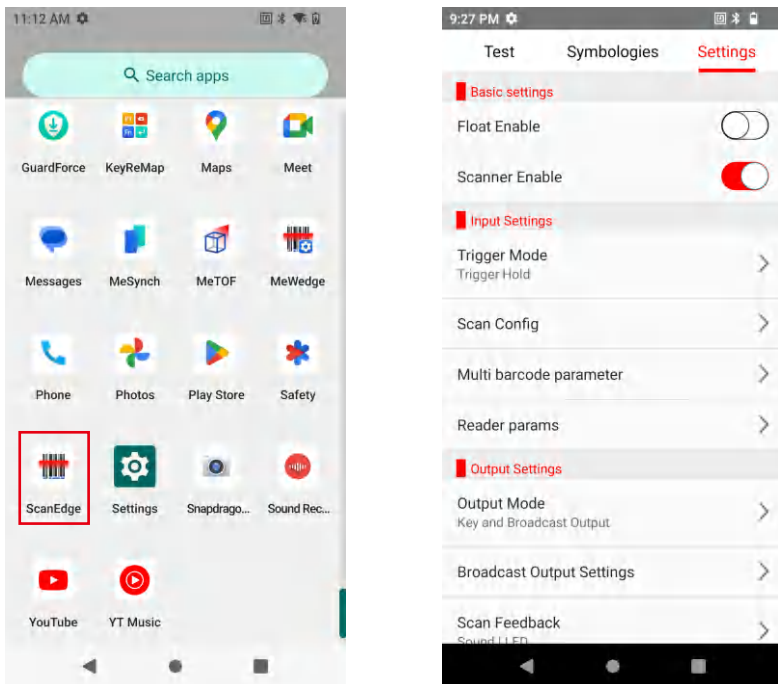 11:12 AM
Search apps
GuardForce KeyReMap Maps Meet
Messages MeSynch MeTOF MeWedge
Phone Photos Play Store Safety
ScanEdge Settings Snapdrago... Sound Rec...
YouTube YT Music
9:27 PM
Test Symbologies Settings
Basic settings
Float Enable
Scanner Enable
Input Settings
Trigger Mode
Trigger Hold
Scan Config
Multi barcode parameter
Reader params
Output Settings
Output Mode
Key and Broadcast Output
Broadcast Output Settings
Scan Feedback
Sound LED